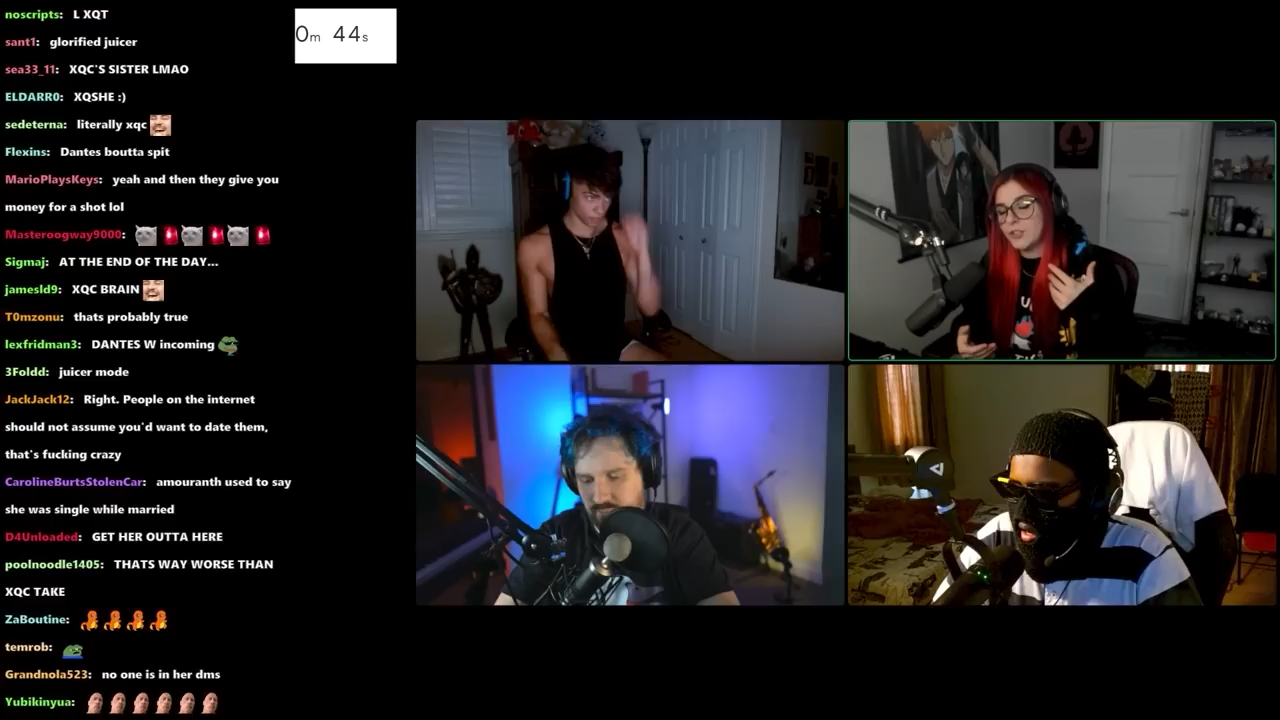 noscripts: L XQT
0m 44s
sant1: glorified juicer
sea33_11: XQC'S SISTER LMAO
ELDARR0: XQSHE :)
sedeterna: literally xqc
Flexins: Dantes boutta spit
MarioPlaysKeys: yeah and then they give you
money for a shot lol
Masteroogway9000:
Sigmaj: AT THE END OF THE DAY...
jamesld9: XQC BRAIN
T0mzonu: thats probably true
lexfridman3: DANTES W incoming
3Foldd: juicer mode
JackJack12: Right. People on the internet
should not assume you'd want to date them,
that's fucking crazy
CarolineBurtsStolenCar: amouranth used to say
she was single while married
D4Unloaded: GET HER OUTTA HERE
poolnoodle1405: THATS WAY WORSE THAN
XQC TAKE
ZaBoutine:
temrob:
Grandnola523: no one is in her dms
Yubikinyua: